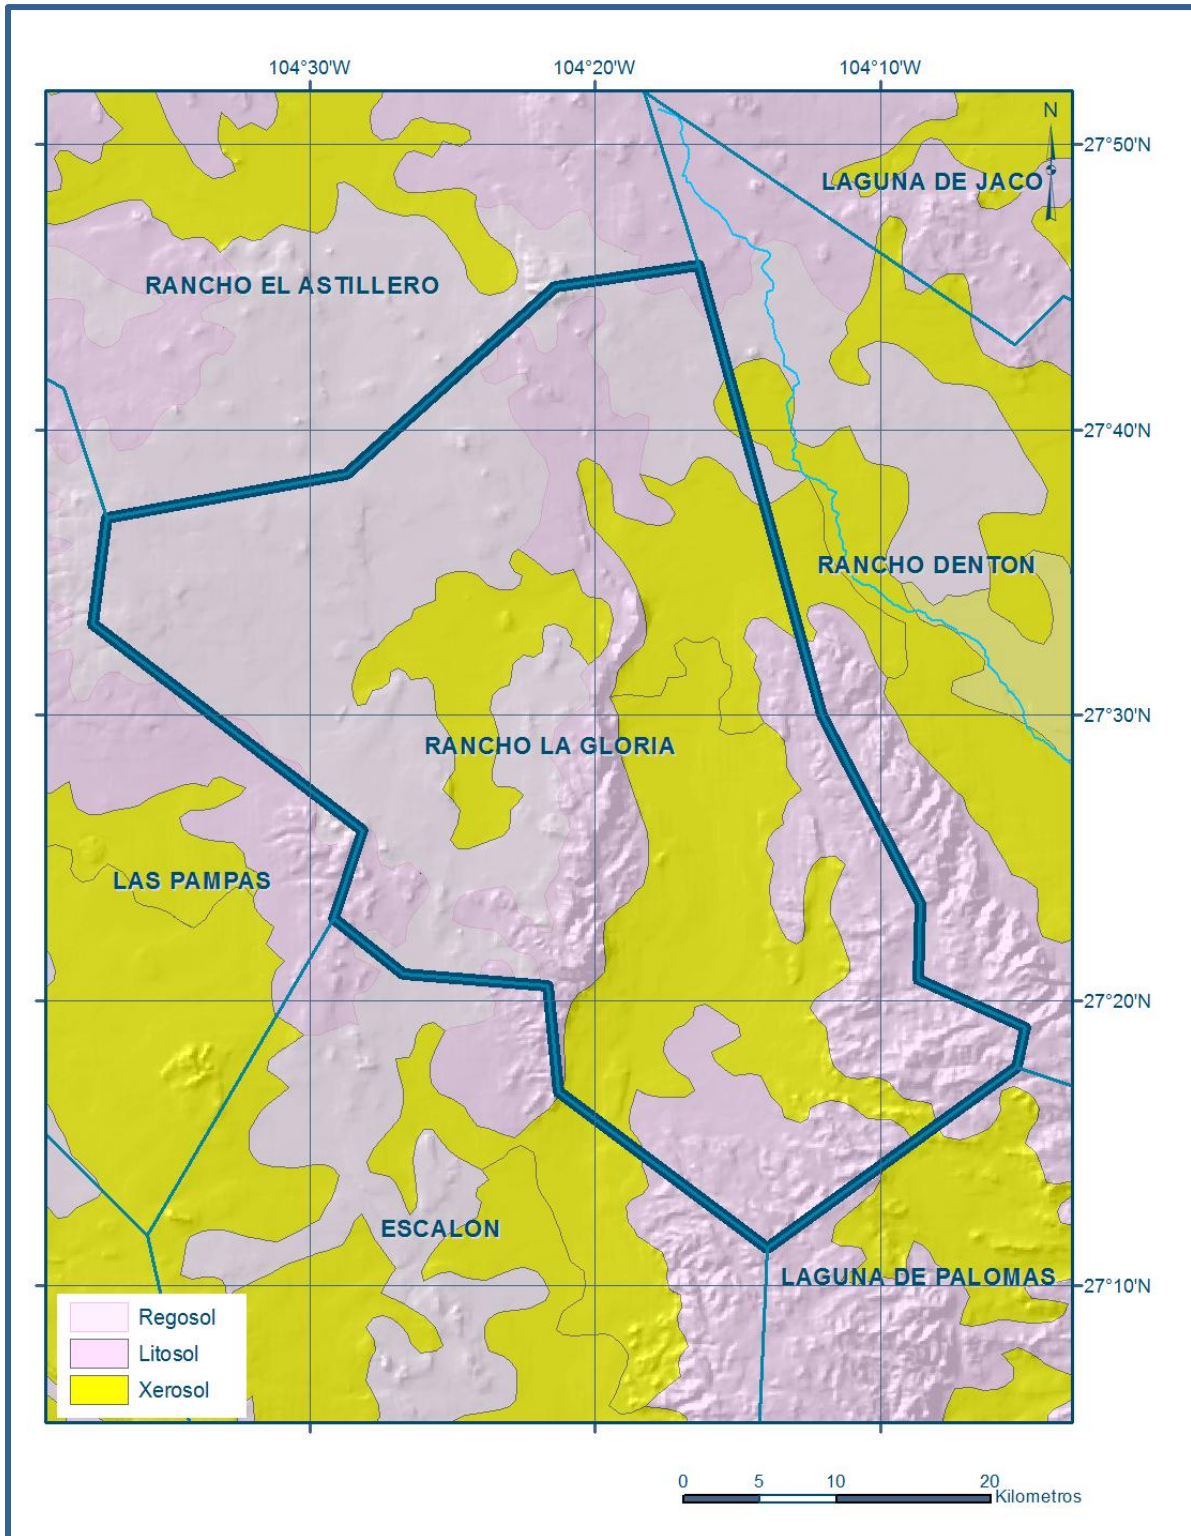 104°30'W 104°20'W 104°10'W
N
27°50'N
LAGUNA DE JACO
RANCHO EL ASTILLERO
27°40'N
RANCHO DENTON
27°30'N
RANCHO LA GLORIA
LAS PAMPAS
27°20'N
ESCALON
LAGUNA DE PALOMAS
27°10'N
Regosol
Litosol
Xerosol
0 5 10 20
Kilometros